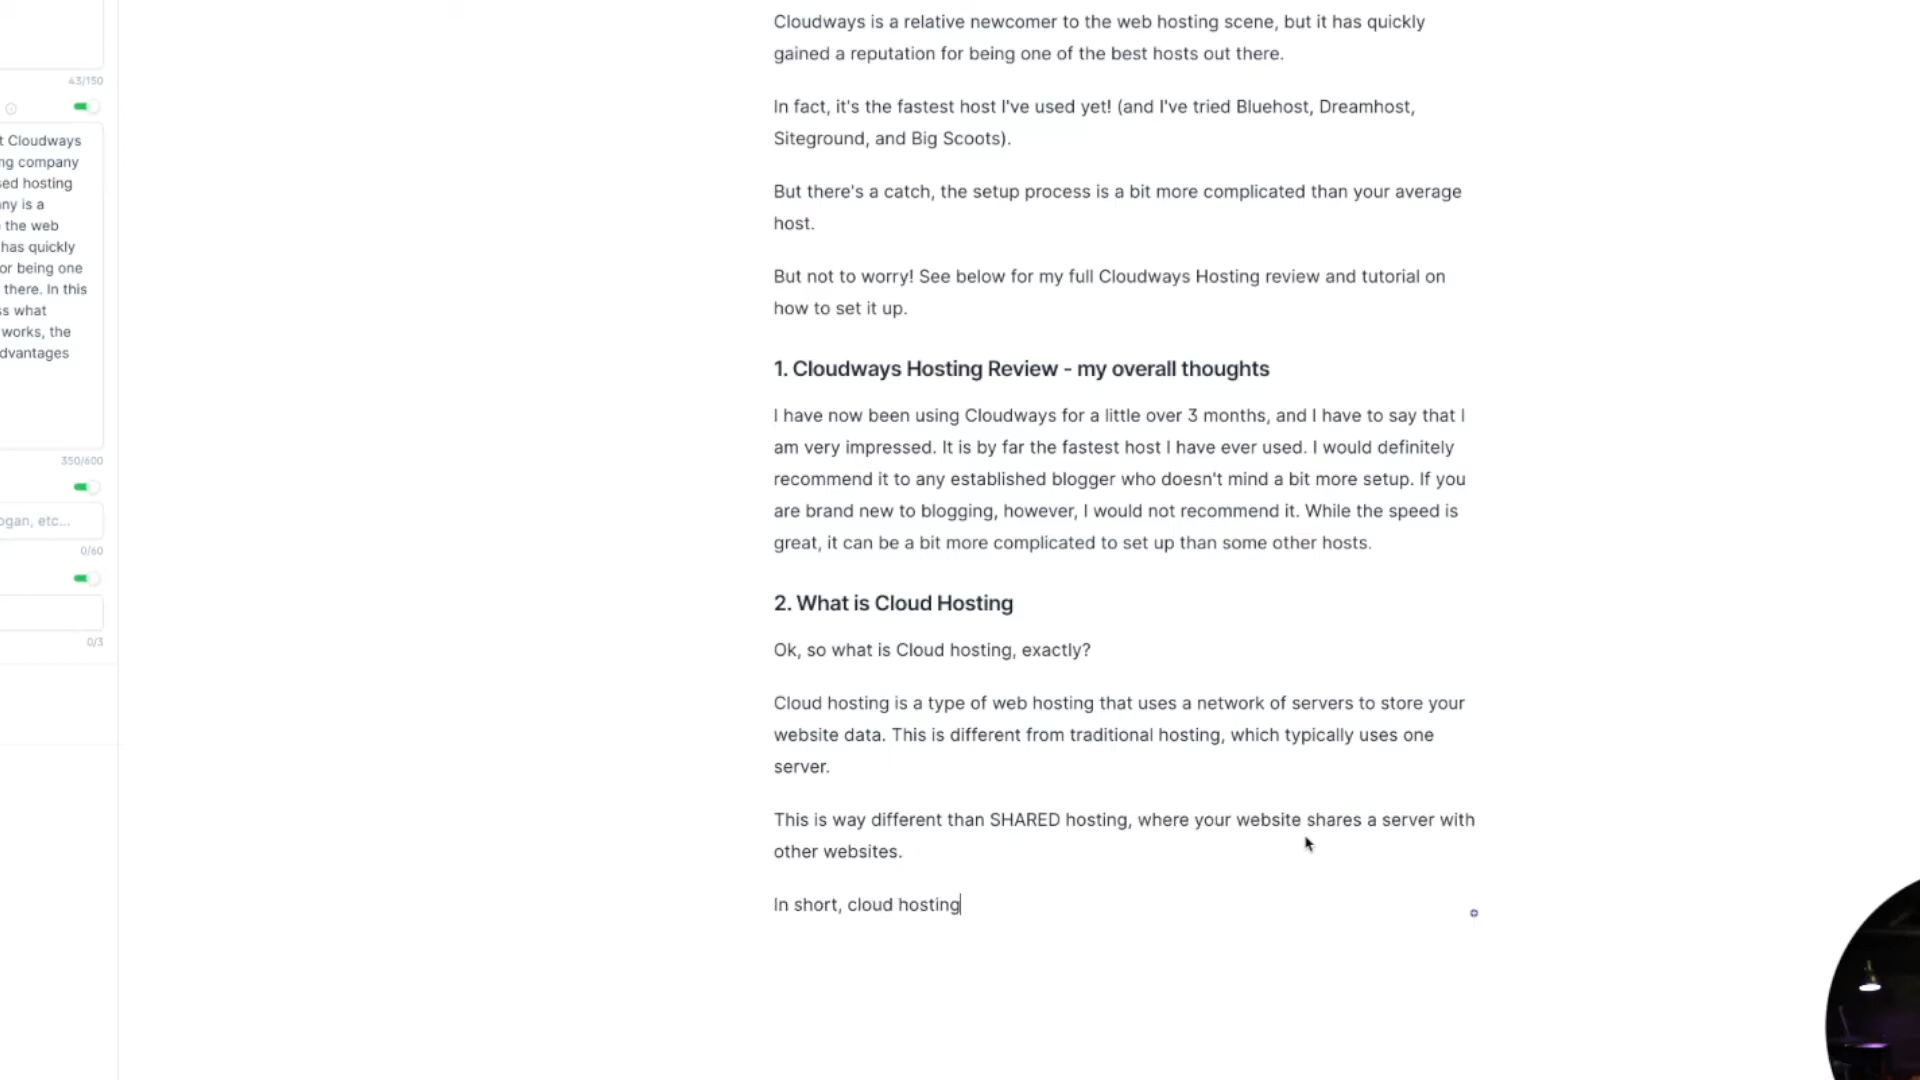 43/150
t Cloudways
ng company
sed hosting
ny is a
the web
has quickly
or being one
there. In this
ss what
works, the
dvantages
350/600
ogan, etc...
0/60
0/3
Cloudways is a relative newcomer to the web hosting scene, but it has quickly
gained a reputation for being one of the best hosts out there.
In fact, it's the fastest host I've used yet! (and I've tried Bluehost, Dreamhost,
Siteground, and Big Scoots).
But there's a catch, the setup process is a bit more complicated than your average
host.
But not to worry! See below for my full Cloudways Hosting review and tutorial on
how to set it up.
1. Cloudways Hosting Review - my overall thoughts
I have now been using Cloudways for a little over 3 months, and I have to say that I
am very impressed. It is by far the fastest host I have ever used. I would definitely
recommend it to any established blogger who doesn't mind a bit more setup. If you
are brand new to blogging, however, I would not recommend it. While the speed is
great, it can be a bit more complicated to set up than some other hosts.
2. What is Cloud Hosting
Ok, so what is Cloud hosting, exactly?
Cloud hosting is a type of web hosting that uses a network of servers to store your
website data. This is different from traditional hosting, which typically uses one
server.
This is way different than SHARED hosting, where your website shares a server with
other websites.
In short, cloud hosting